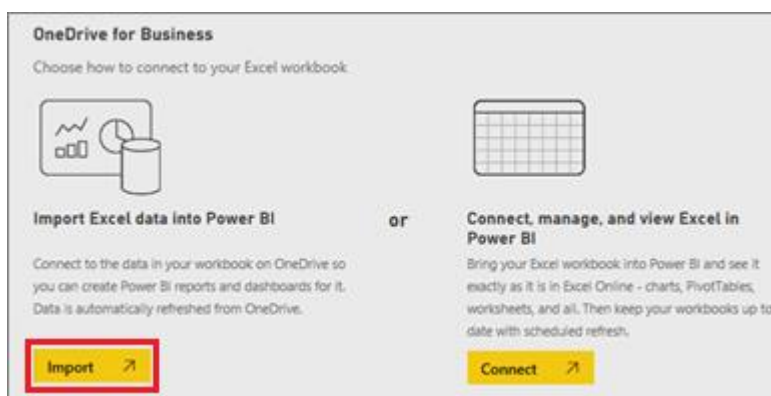 OneDrive for Business
Choose how to connect to your Excel workbook
Import Excel data into Power BI
Connect to the data in your workbook on OneDrive so
you can create Power BI reports and dashboards for it.
Data is automatically refreshed from OneDrive.
Import
or
Connect, manage, and view Excel in
Power BI
Bring your Excel workbook into Power BI and see it
exactly as it is in Excel Online - charts, PivotTables,
worksheets, and all. Then keep your workbooks up to
date with scheduled refresh.
Connect